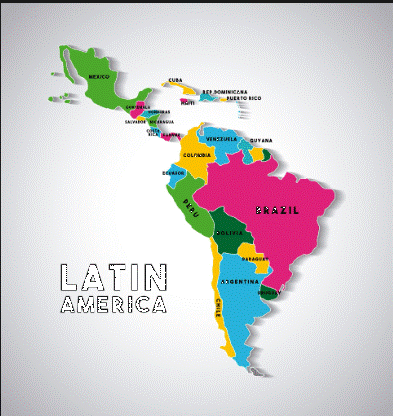 MEXICO
CUBA
REP. DOMINICANA
PUERTO RICO
HAITI
GUATEMALA
HONDURAS
SALVADOR
NICARAGUA
COSTA
RICA
PANAMA
VENEZUELA
GUYANA
COLOMBIA
ECUADOR
PERU
BRAZIL
BOLIVIA
PARAGUAY
CHILE
ARGENTINA
URUGUAY
LATIN
AMERICA